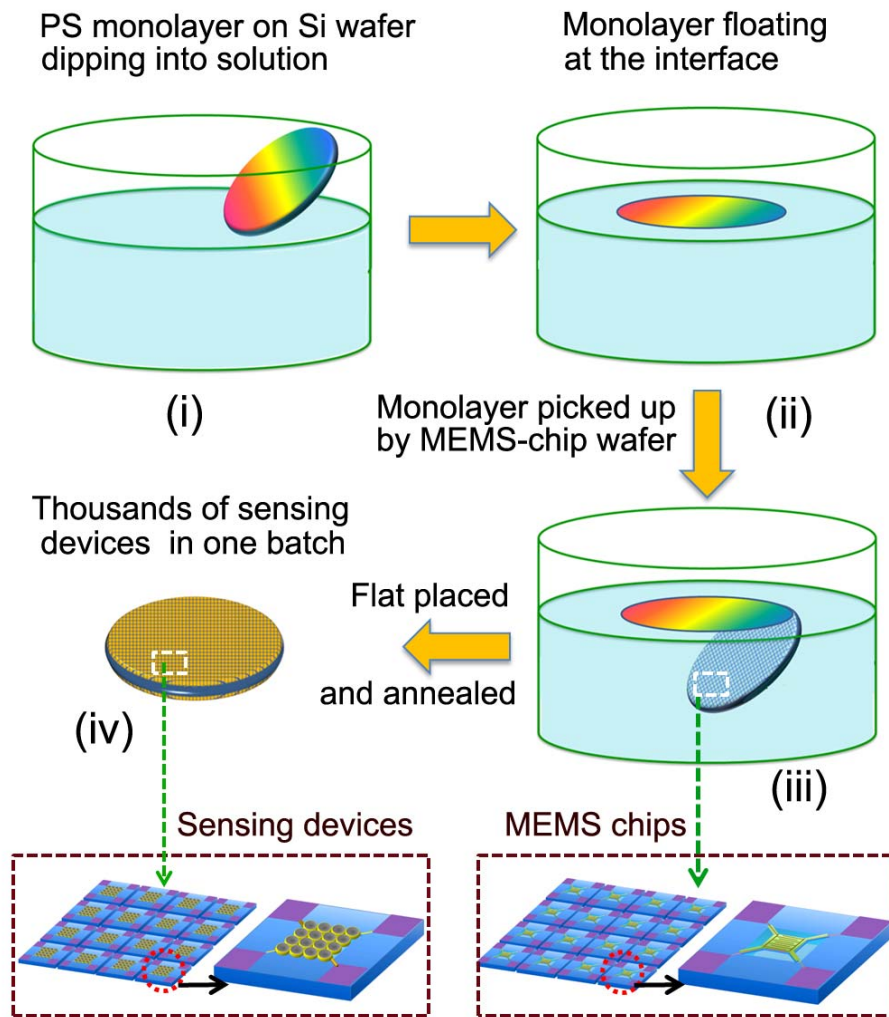 PS monolayer on Si wafer
dipping into solution
Monolayer floating
at the interface
(i)
(ii)
Monolayer picked up
by MEMS-chip wafer
Thousands of sensing
devices in one batch
Flat placed
and annealed
(iv)
(iii)
Sensing devices
MEMS chips